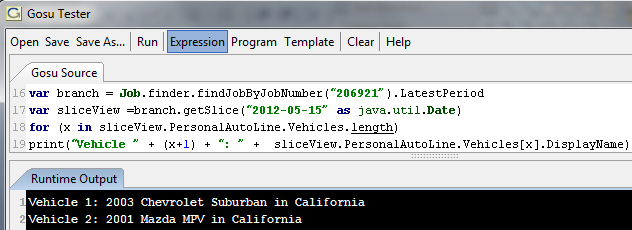 Gosu Tester
Open Save Save As... Run Expression Program Template Clear Help
Gosu Source
16 var branch = Job.finder.findJobByJobNumber("206921").LatestPeriod
17 var sliceView =branch.getSlice("2012-05-15" as java.util.Date)
18 for (x in sliceView.PersonalAutoLine.Vehicles.length)
19 print("Vehicle " + (x+1) + ": " + sliceView.PersonalAutoLine.Vehicles[x].DisplayName)
Runtime Output
1 Vehicle 1: 2003 Chevrolet Suburban in California
2 Vehicle 2: 2001 Mazda MPV in California